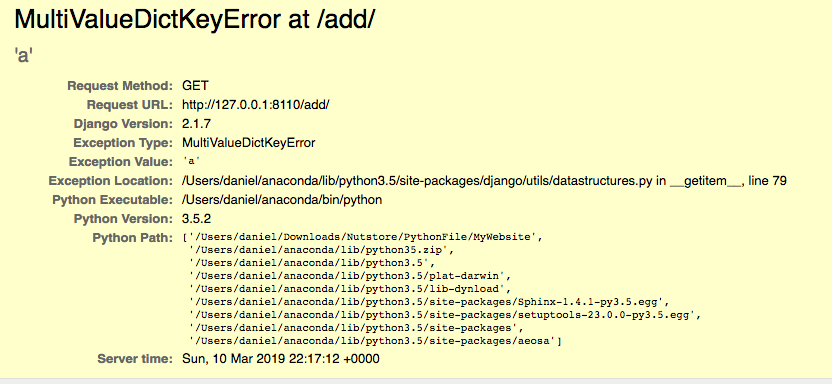 MultiValueDictKeyError at /add/
'a'
Request Method: GET
Request URL: http://127.0.0.1:8110/add/
Django Version: 2.1.7
Exception Type: MultiValueDictKeyError
Exception Value: 'a'
Exception Location: /Users/daniel/anaconda/lib/python3.5/site-packages/django/utils/datastructures.py in __getitem__, line 79
Python Executable: /Users/daniel/anaconda/bin/python
Python Version: 3.5.2
Python Path: ['/Users/daniel/Downloads/Nutstore/PythonFile/MyWebsite',
'/Users/daniel/anaconda/lib/python35.zip',
'/Users/daniel/anaconda/lib/python3.5',
'/Users/daniel/anaconda/lib/python3.5/plat-darwin',
'/Users/daniel/anaconda/lib/python3.5/lib-dynload',
'/Users/daniel/anaconda/lib/python3.5/site-packages/Sphinx-1.4.1-py3.5.egg',
'/Users/daniel/anaconda/lib/python3.5/site-packages/setuptools-23.0.0-py3.5.egg',
'/Users/daniel/anaconda/lib/python3.5/site-packages',
'/Users/daniel/anaconda/lib/python3.5/site-packages/aeosa']
Server time: Sun, 10 Mar 2019 22:17:12 +0000